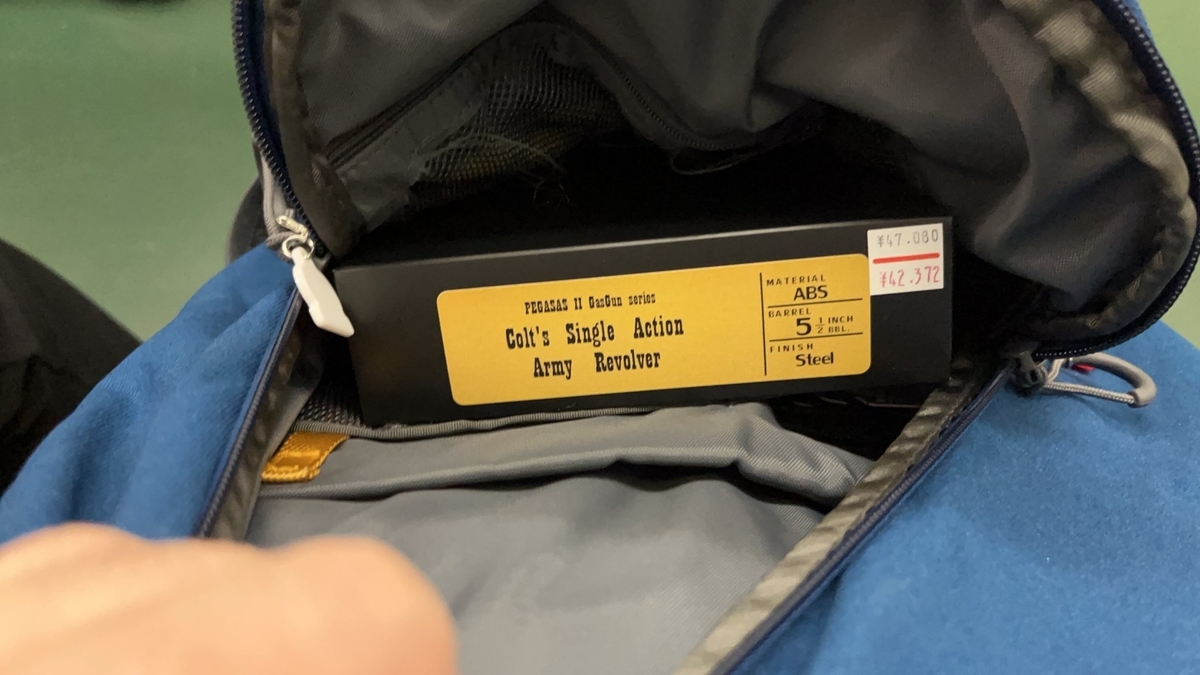 PEGASAS II GasGun series
Colt's Single Action
Army Revolver
MATERIAL
ABS
BARREL
5 1/2 INCH BBL.
FINISH
Steel
¥47.080
¥42.372